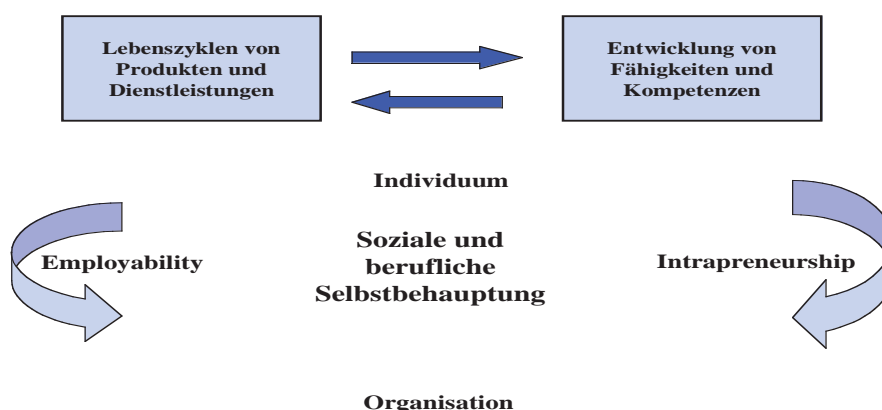 Lebenszyklen von
Produkten und
Dienstleistungen
Entwicklung von
Fähigkeiten und
Kompetenzen
Individuum
Soziale und
berufliche
Selbstbehauptung
Employability
Intrapreneurship
Organisation